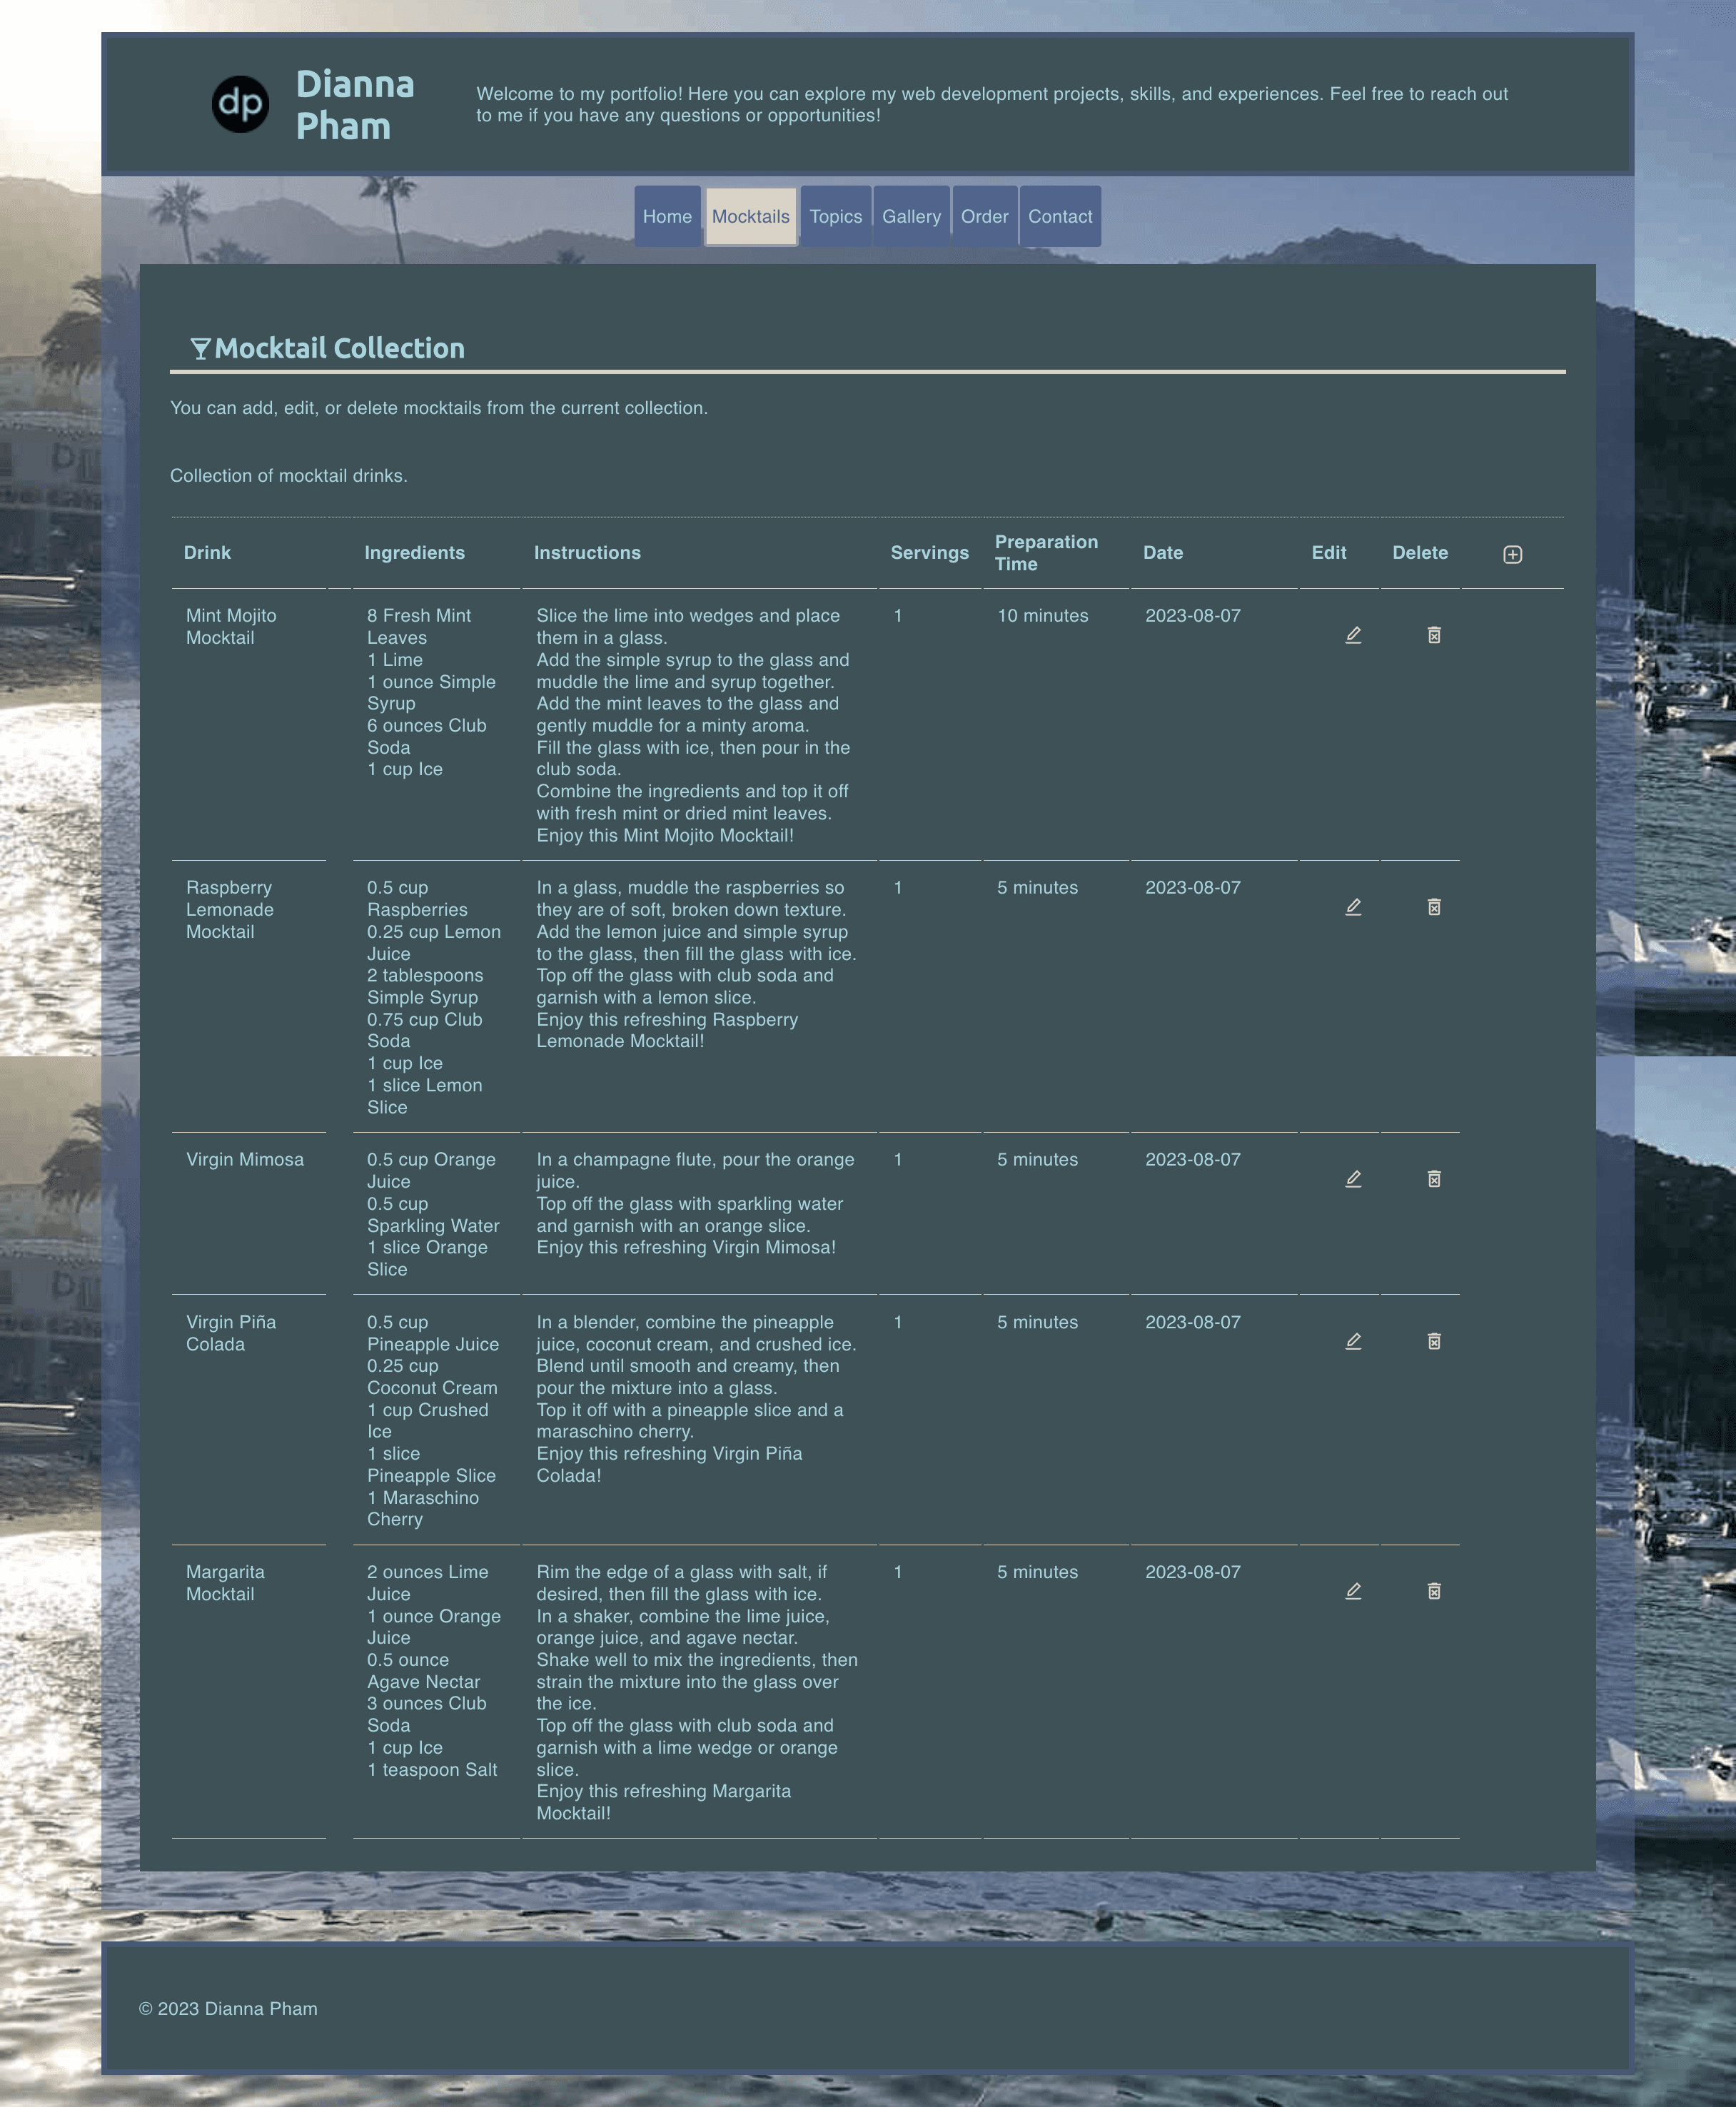 dp
Dianna
Pham
Welcome to my portfolio! Here you can explore my web development projects, skills, and experiences. Feel free to reach out
to me if you have any questions or opportunities!
Home
Mocktails
Topics
Gallery
Order
Contact
Mocktail Collection
You can add, edit, or delete mocktails from the current collection.
Collection of mocktail drinks.
Drink
Ingredients
Instructions
Servings
Preparation
Time
Date
Edit
Delete
Mint Mojito
Mocktail
8 Fresh Mint
Leaves
1 Lime
1 ounce Simple
Syrup
6 ounces Club
Soda
1 cup Ice
Slice the lime into wedges and place
them in a glass.
Add the simple syrup to the glass and
muddle the lime and syrup together.
Add the mint leaves to the glass and
gently muddle for a minty aroma.
Fill the glass with ice, then pour in the
club soda.
Combine the ingredients and top it off
with fresh mint or dried mint leaves.
Enjoy this Mint Mojito Mocktail!
1
10 minutes
2023-08-07
Raspberry
Lemonade
Mocktail
0.5 cup
Raspberries
0.25 cup Lemon
Juice
2 tablespoons
Simple Syrup
0.75 cup Club
Soda
1 cup Ice
1 slice Lemon
Slice
In a glass, muddle the raspberries so
they are of soft, broken down texture.
Add the lemon juice and simple syrup
to the glass, then fill the glass with ice.
Top off the glass with club soda and
garnish with a lemon slice.
Enjoy this refreshing Raspberry
Lemonade Mocktail!
1
5 minutes
2023-08-07
Virgin Mimosa
0.5 cup Orange
Juice
0.5 cup
Sparkling Water
1 slice Orange
Slice
In a champagne flute, pour the orange
juice.
Top off the glass with sparkling water
and garnish with an orange slice.
Enjoy this refreshing Virgin Mimosa!
1
5 minutes
2023-08-07
Virgin Piña
Colada
0.5 cup
Pineapple Juice
0.25 cup
Coconut Cream
1 cup Crushed
Ice
1 slice
Pineapple Slice
1 Maraschino
Cherry
In a blender, combine the pineapple
juice, coconut cream, and crushed ice.
Blend until smooth and creamy, then
pour the mixture into a glass.
Top it off with a pineapple slice and a
maraschino cherry.
Enjoy this refreshing Virgin Piña
Colada!
1
5 minutes
2023-08-07
Margarita
Mocktail
2 ounces Lime
Juice
1 ounce Orange
Juice
0.5 ounce
Agave Nectar
3 ounces Club
Soda
1 cup Ice
1 teaspoon Salt
Rim the edge of a glass with salt, if
desired, then fill the glass with ice.
In a shaker, combine the lime juice,
orange juice, and agave nectar.
Shake well to mix the ingredients, then
strain the mixture into the glass over
the ice.
Top off the glass with club soda and
garnish with a lime wedge or orange
slice.
Enjoy this refreshing Margarita
Mocktail!
1
5 minutes
2023-08-07
© 2023 Dianna Pham